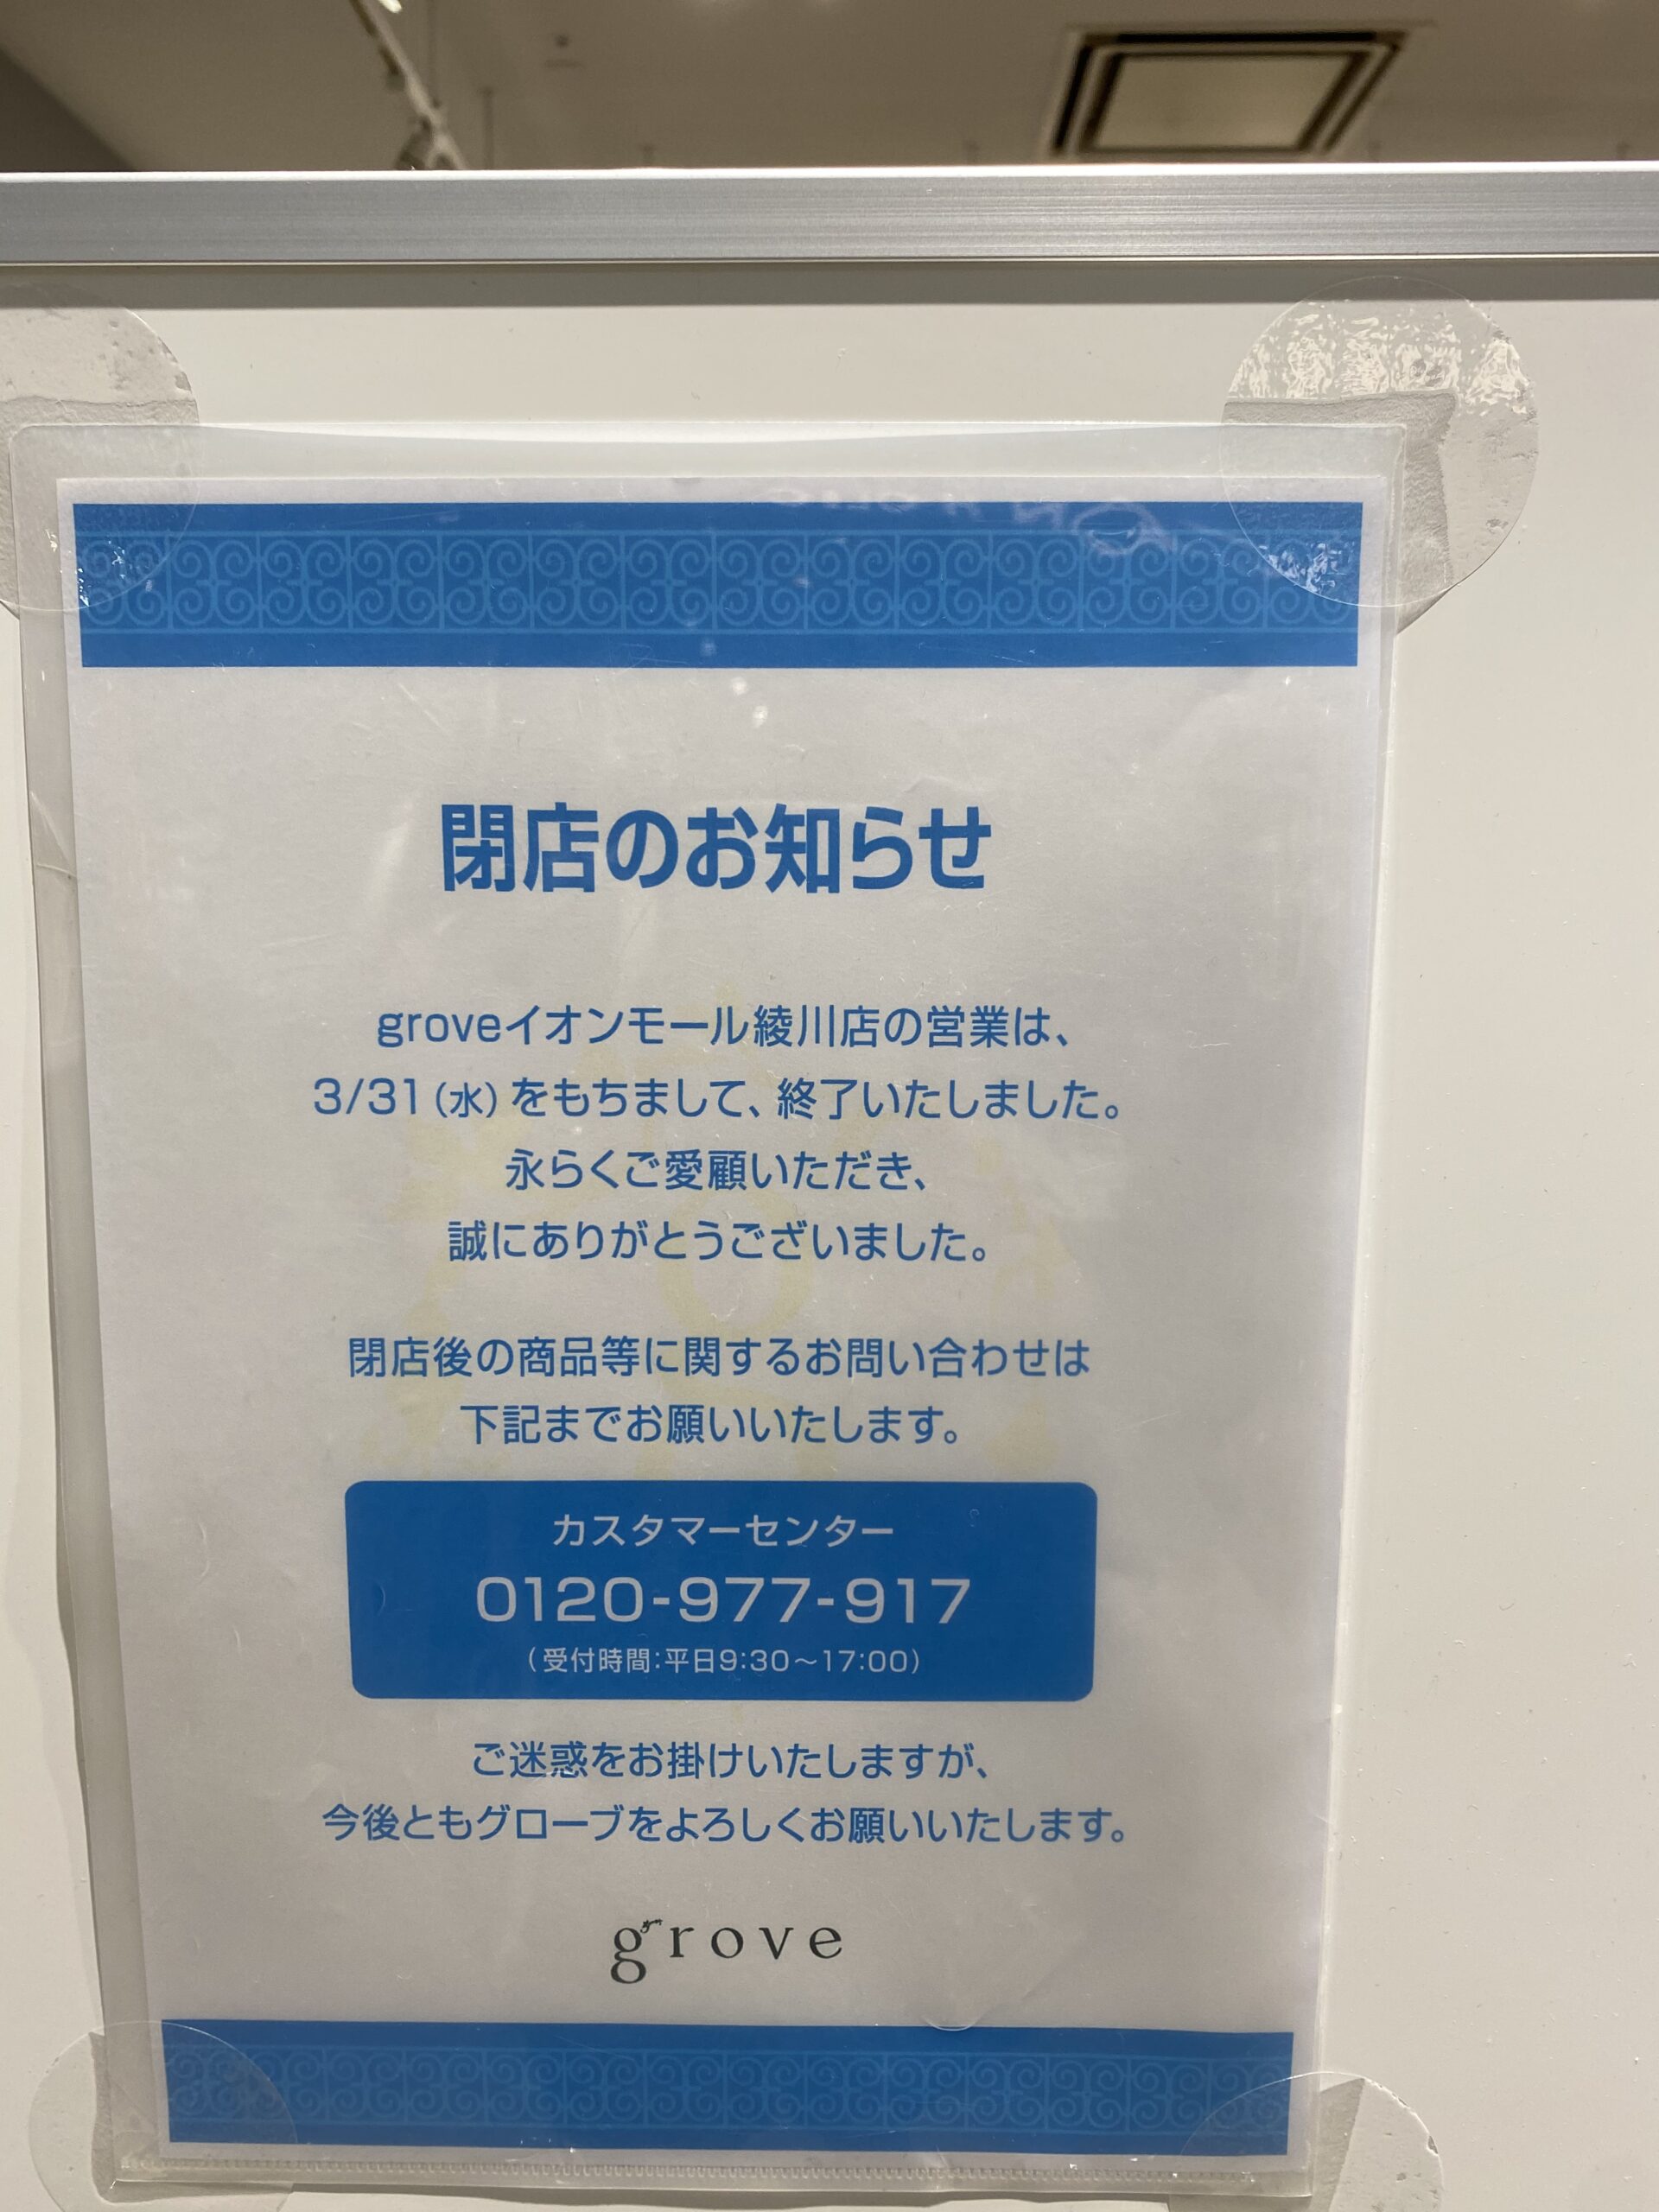 閉店のお知らせ
groveイオンモール綾川店の営業は、
3/31(水)をもちまして、終了いたしました。
永らくご愛顧いただき、
誠にありがとうございました。
閉店後の商品等に関するお問い合わせは
下記までお願いいたします。
カスタマーセンター
0120-977-917
(受付時間:平日9:30～17:00)
ご迷惑をお掛けいたしますが、
今後ともグローブをよろしくお願いいたします。
grove